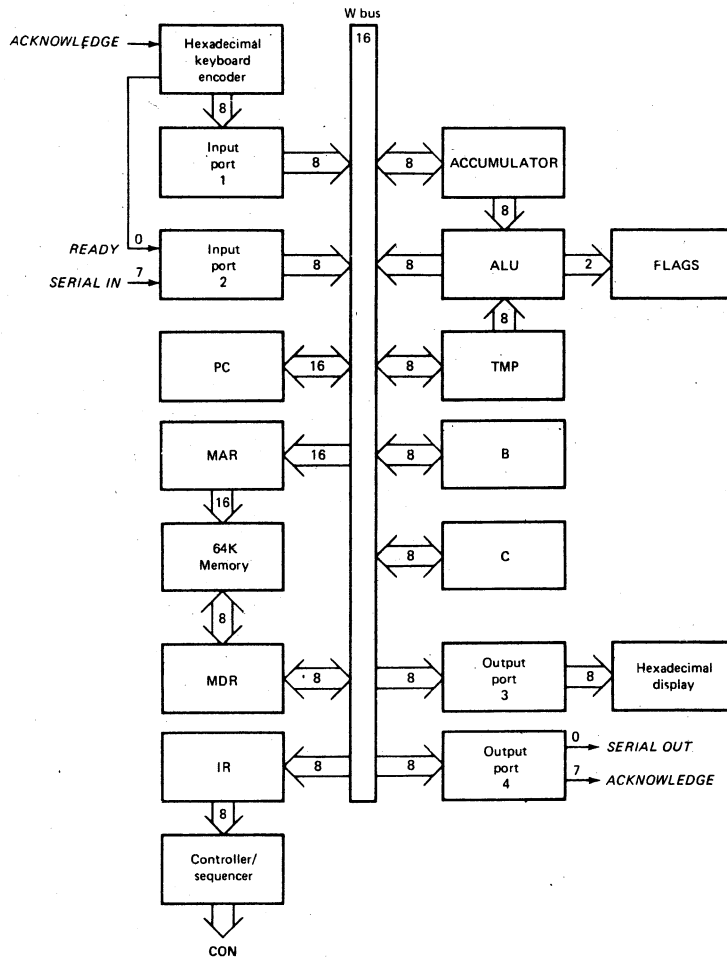 W bus
16
ACKNOWLEDGE
Hexadecimal
keyboard
encoder
8
Input
port
1
8
8
ACCUMULATOR
8
0
READY
7
SERIAL IN
Input
port
2
8
8
ALU
2
FLAGS
8
PC
16
8
TMP
MAR
16
8
B
16
64K
Memory
8
C
8
MDR
8
8
Output
port
3
8
Hexadecimal
display
IR
8
8
Output
port
4
0
SERIAL OUT
7
ACKNOWLEDGE
8
Controller/
sequencer
CON